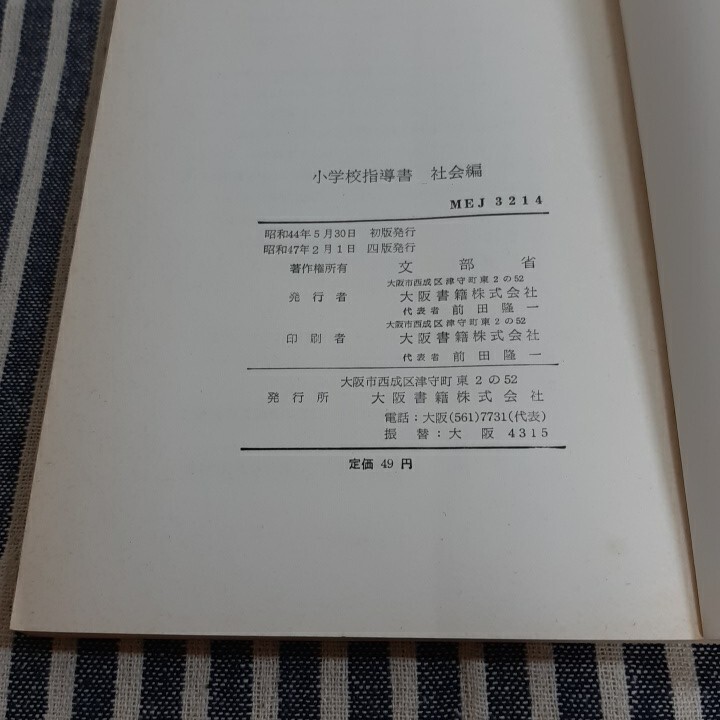 小学校指導書 社会編
MEJ 3214
昭和44年5月30日 初版発行
昭和47年2月1日 四版発行
著作権所有 文部省
大阪市西成区津守町東2の52
発行者 大阪書籍株式会社
代表者 前田隆一
大阪市西成区津守町東2の52
印刷者 大阪書籍株式会社
代表者 前田隆一
大阪市西成区津守町東2の52
発行所 大阪書籍株式会社
電話:大阪(561)7731(代表)
振替:大阪 4315
定価 49 円